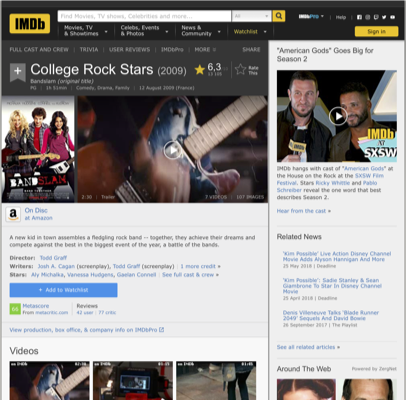 IMDb
Find Movies, TV shows, Celebrities and more...
All
IMDbPro
Help
Movies, TV
& Showtimes
Celebs, Events
& Photos
News &
Community
Watchlist
Sign in
FULL CAST AND CREW | TRIVIA | USER REVIEWS | IMDbPro | MORE
SHARE
College Rock Stars (2009)
Bandslam (original title)
PG | 1h 51min | Comedy, Drama, Family | 12 August 2009 (France)
6,3
Rate
This
BANDSLAM
2:30 | Trailer
7 VIDEOS | 107 IMAGES
On Disc
at Amazon
A new kid in town assembles a fledgling rock band -- together, they achieve their dreams and
compete against the best in the biggest event of the year, a battle of the bands.
Director: Todd Graff
Writers: Josh A. Cagan (screenplay), Todd Graff (screenplay) | 1 more credit »
Stars: Aly Michalka, Vanessa Hudgens, Gaelan Connell | See full cast & crew »
+ Add to Watchlist
Metascore
From metacritic.com
Reviews
42 user | 77 critic
View production, box office, & company info on IMDbPro
Videos
"American Gods" Goes Big for
Season 2
IMDb
AT
SXSW
IMDb hangs with cast of "American Gods" at
the House on the Rock at the SXSW Film
Festival. Stars Ricky Whittle and Pablo
Schreiber reveal the one word that best
describes Season 2.
Hear from the cast »
Related News
'Kim Possible' Live Action Disney Channel
Movie Adds Alyson Hannigan And More
25 May 2018 | Deadline
'Kim Possible': Sadie Stanley & Sean
Giambrone To Star In Disney Channel
Movie
25 April 2018 | Deadline
Denis Villeneuve Talks 'Blade Runner
2049' Sequels And David Bowie
26 September 2017 | The Playlist
See all related articles »
Around The Web
Powered by ZergNet